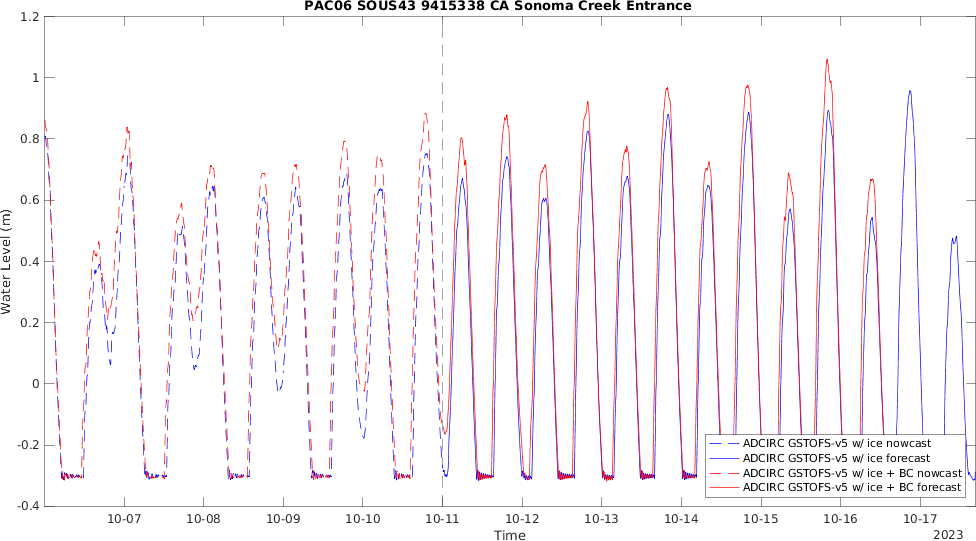 PAC06 SOUS43 9415338 CA Sonoma Creek Entrance
1.2
1
0.8
0.6
0.4
0.2
0
-0.2
-0.4
Water Level (m)
ADCIRC GSTOFS-v5 w/ ice nowcast
ADCIRC GSTOFS-v5 w/ ice forecast
ADCIRC GSTOFS-v5 w/ ice + BC nowcast
ADCIRC GSTOFS-v5 w/ ice + BC forecast
10-07 10-08 10-09 10-10 10-11 10-12 10-13 10-14 10-15 10-16 10-17
Time
2023